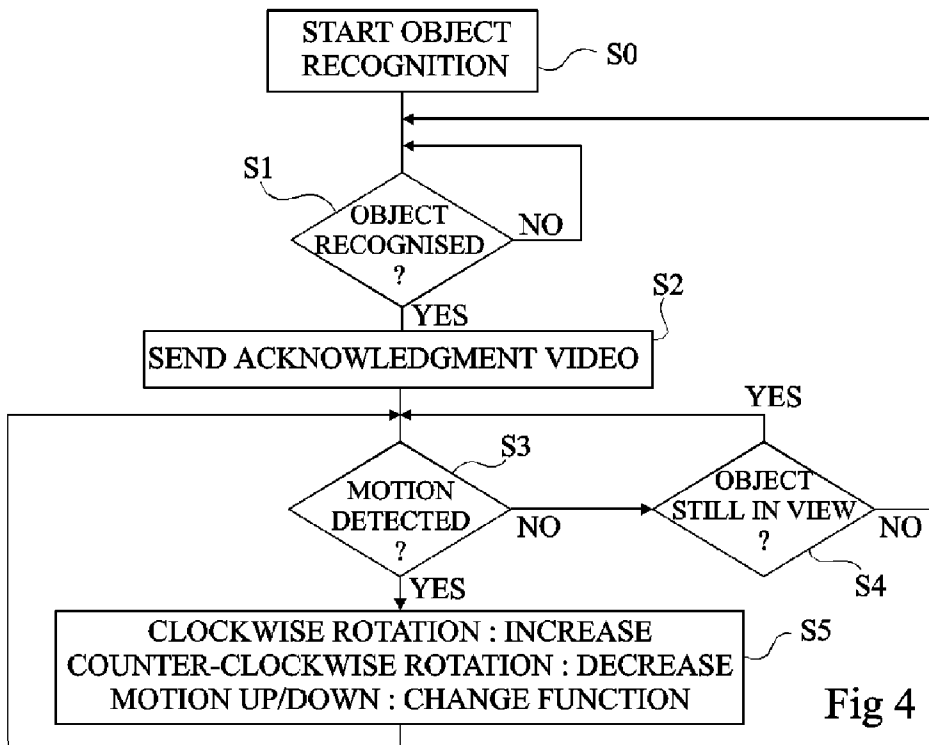 START OBJECT
RECOGNITION
S0
S1
OBJECT
RECOGNISED
?
NO
YES
S2
SEND ACKNOWLEDGMENT VIDEO
YES
S3
MOTION
DETECTED
?
NO
OBJECT
STILL IN VIEW
?
NO
S4
YES
CLOCKWISE ROTATION : INCREASE
COUNTER-CLOCKWISE ROTATION : DECREASE
MOTION UP/DOWN : CHANGE FUNCTION
S5
Fig 4